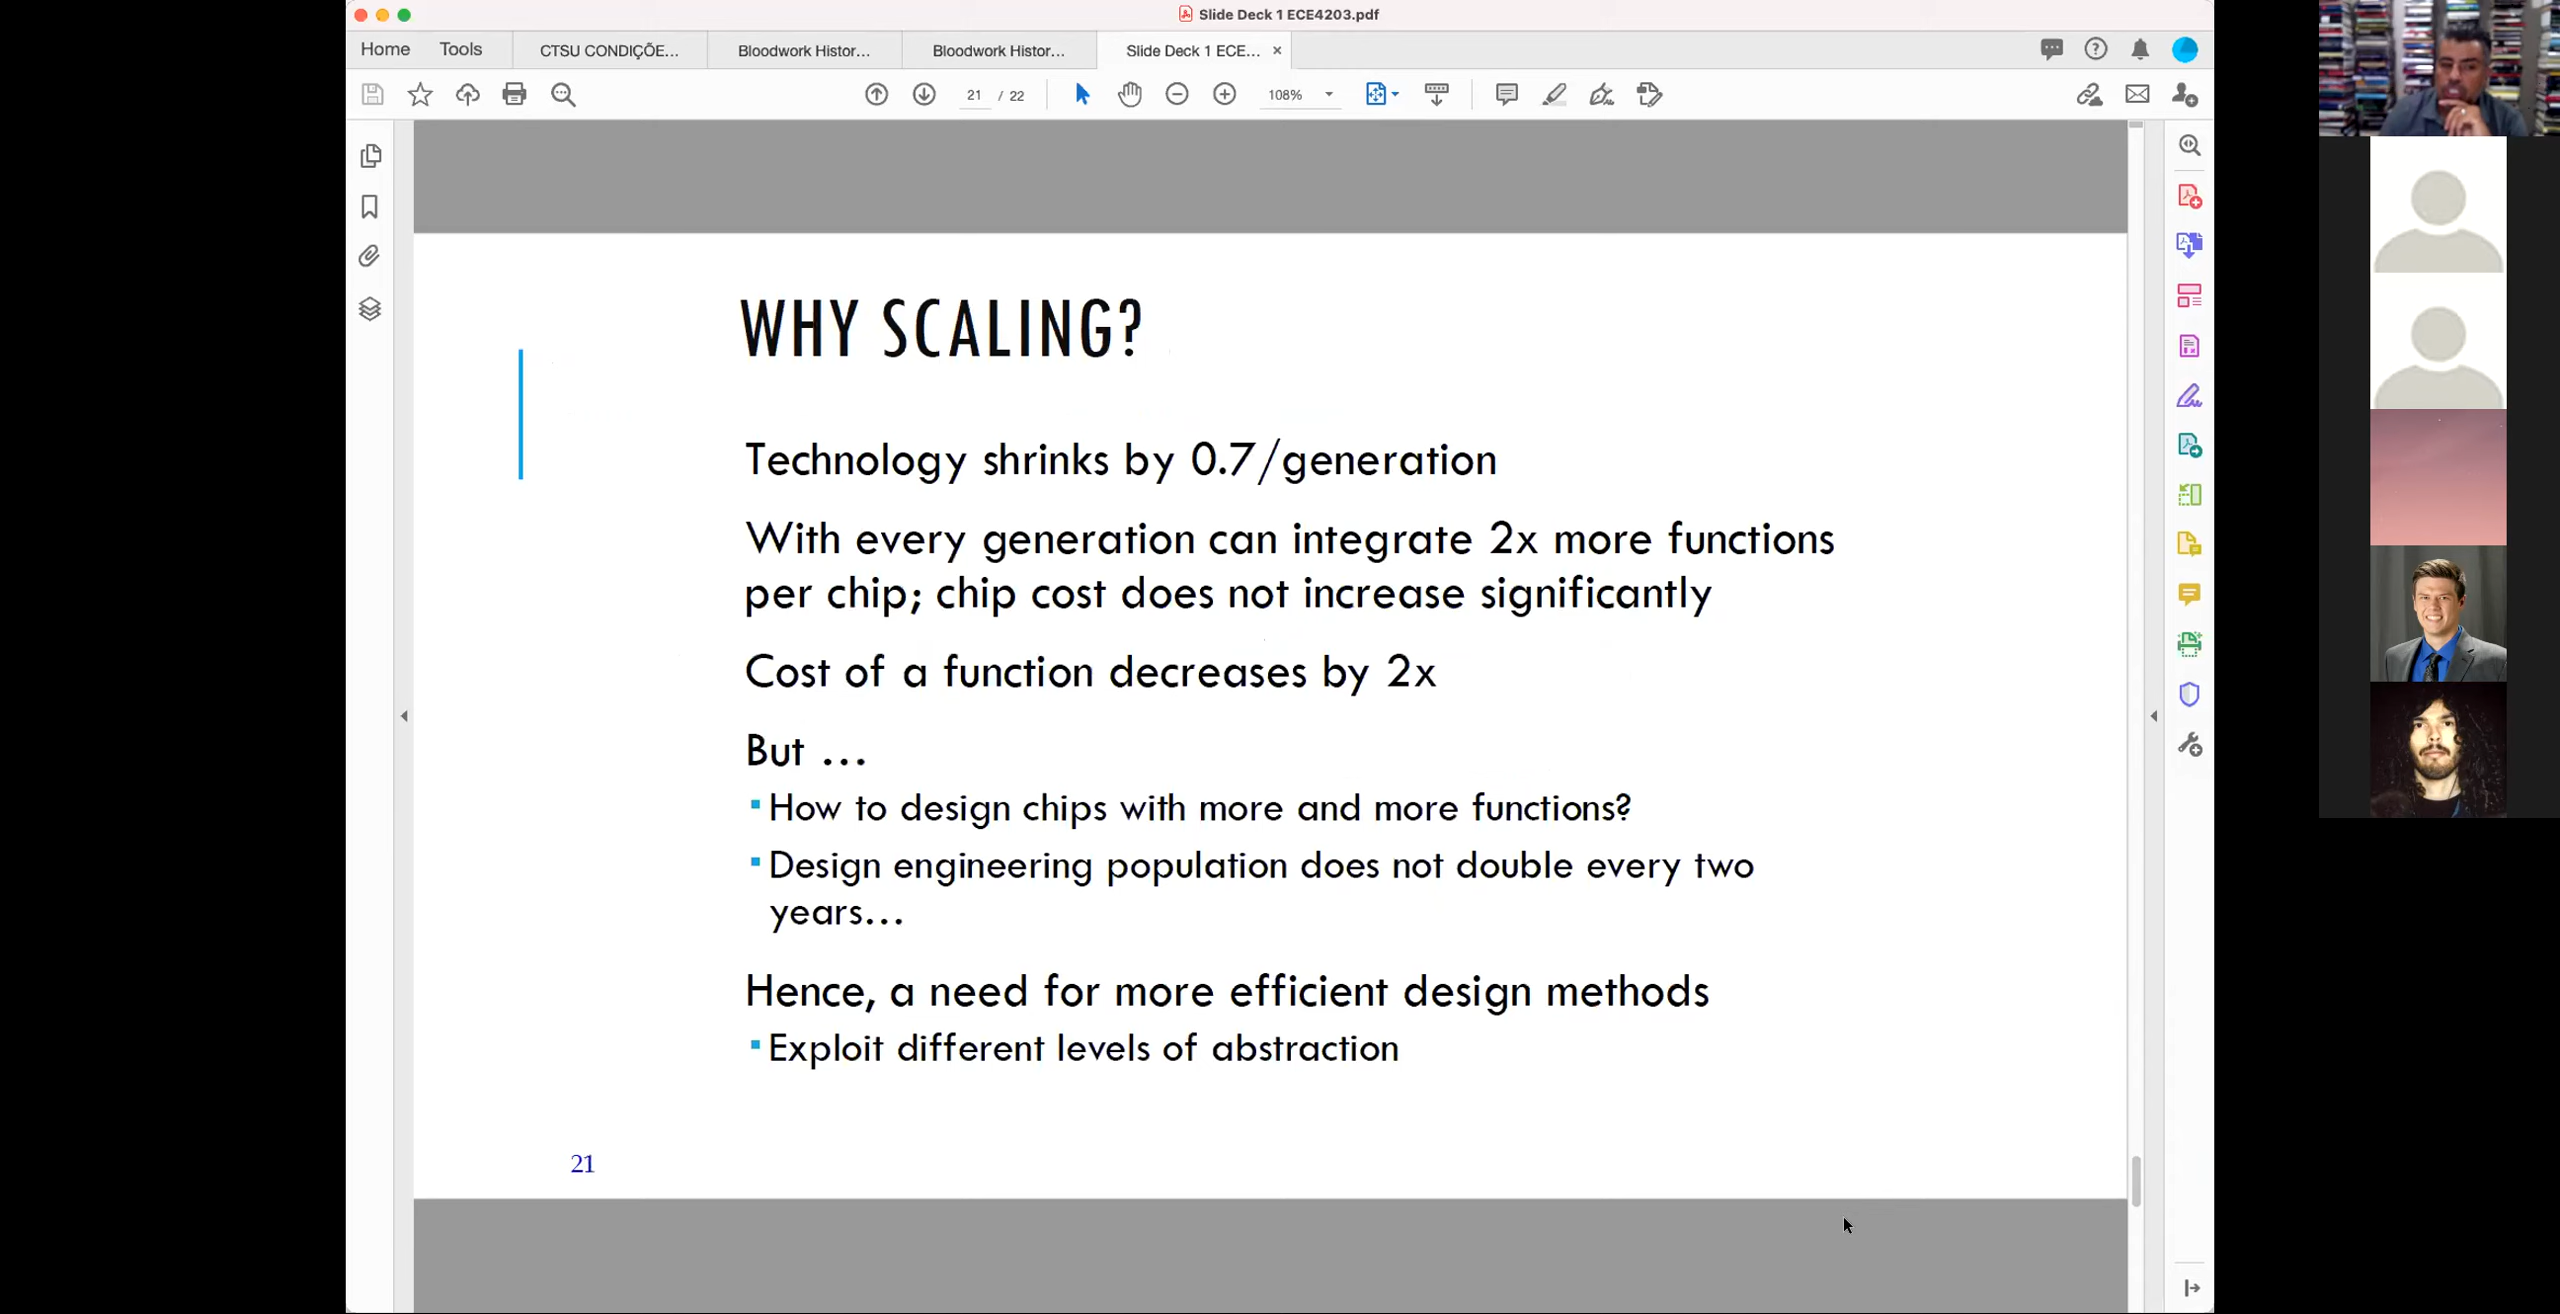 Slide Deck 1 ECE4203.pdf
Home
Tools
CTSU CONDIÇÕE...
Bloodwork Histor...
Bloodwork Histor...
Slide Deck 1 ECE...
21 / 22
108%
WHY SCALING?
Technology shrinks by 0.7/generation
With every generation can integrate 2x more functions
per chip; chip cost does not increase significantly
Cost of a function decreases by 2x
But ...
How to design chips with more and more functions?
Design engineering population does not double every two
years...
Hence, a need for more efficient design methods
Exploit different levels of abstraction
21